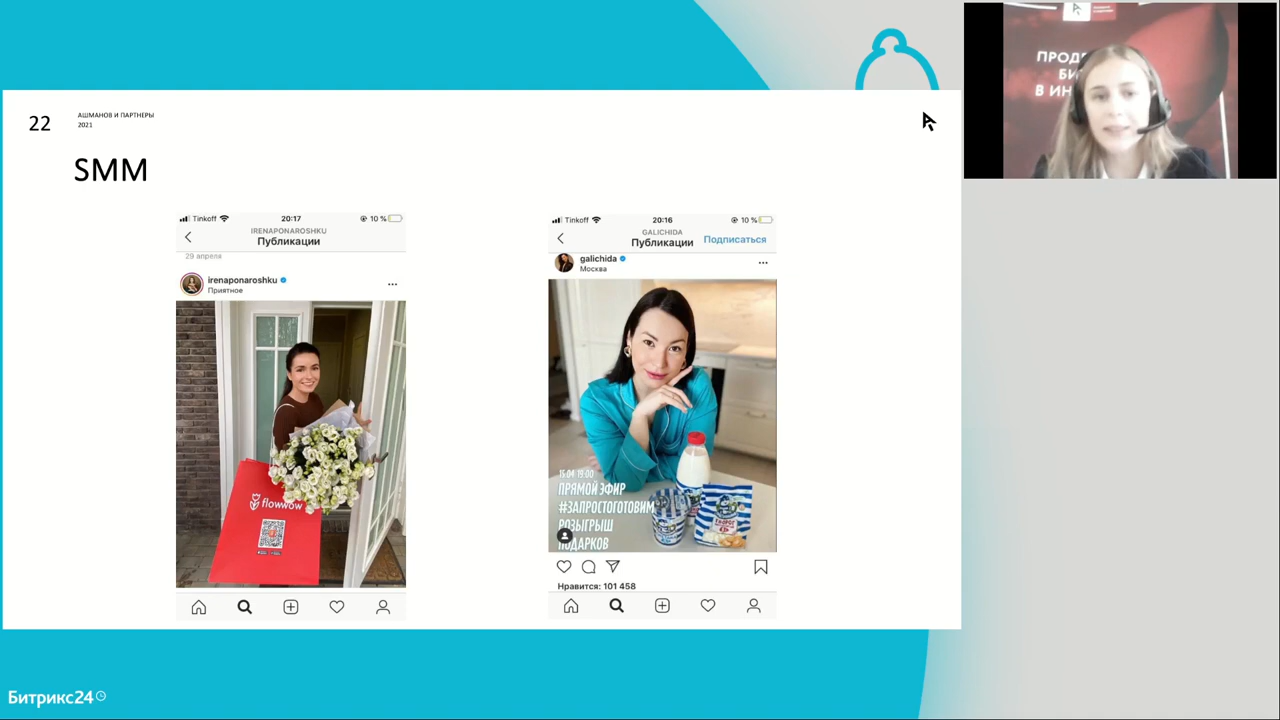 22
АШМАНОВ И ПАРТНЕРЫ
2021
SMM
Tinkoff 20:17 10 %
IRENAPONAROSHKU
Публикации
29 апреля
irenaponaroshku
Приятное
flowwow
Tinkoff 20:16 10 %
GALICHIDA
Публикации
Подписаться
galichida
Москва
15.04 19:00
ПРЯМОЙ ЭФИР
#ЗАПРОСТОГОТОВИМ
РОЗЫГРЫШ
ПОДАРКОВ
Нравится: 101 458
В ИН
Битрикс24